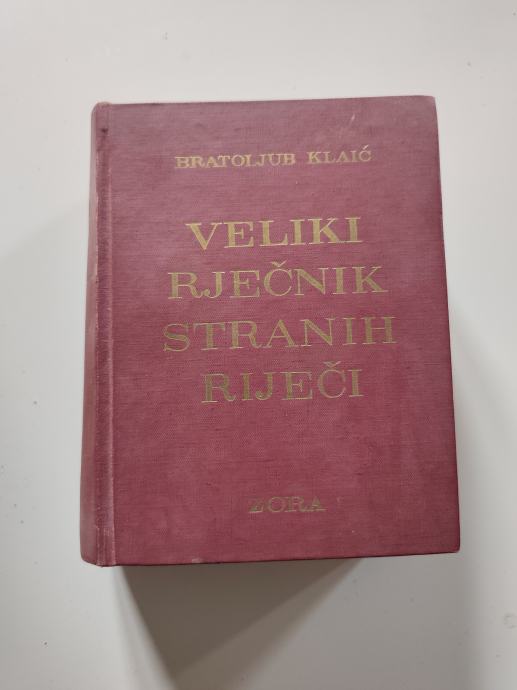 BRATOLJUB KLAIĆ
VELIKI
RJEČNIK
STRANIH
RIJEČI
ZORA